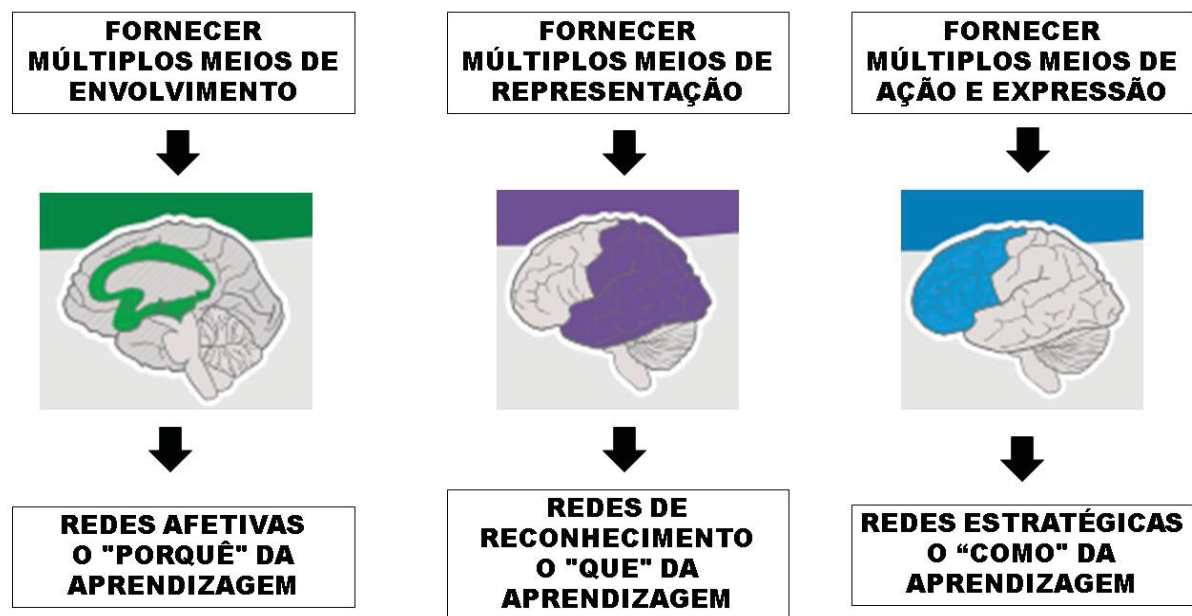 FORNECER
MÚLTIPLOS MEIOS DE
ENVOLVIMENTO
FORNECER
MÚLTIPLOS MEIOS DE
REPRESENTAÇÃO
FORNECER
MÚLTIPLOS MEIOS DE
AÇÃO E EXPRESSÃO
REDES AFETIVAS
O "PORQUÊ" DA
APRENDIZAGEM
REDES DE
RECONHECIMENTO
O "QUE" DA
APRENDIZAGEM
REDES ESTRATÉGICAS
O “COMO" DA
APRENDIZAGEM